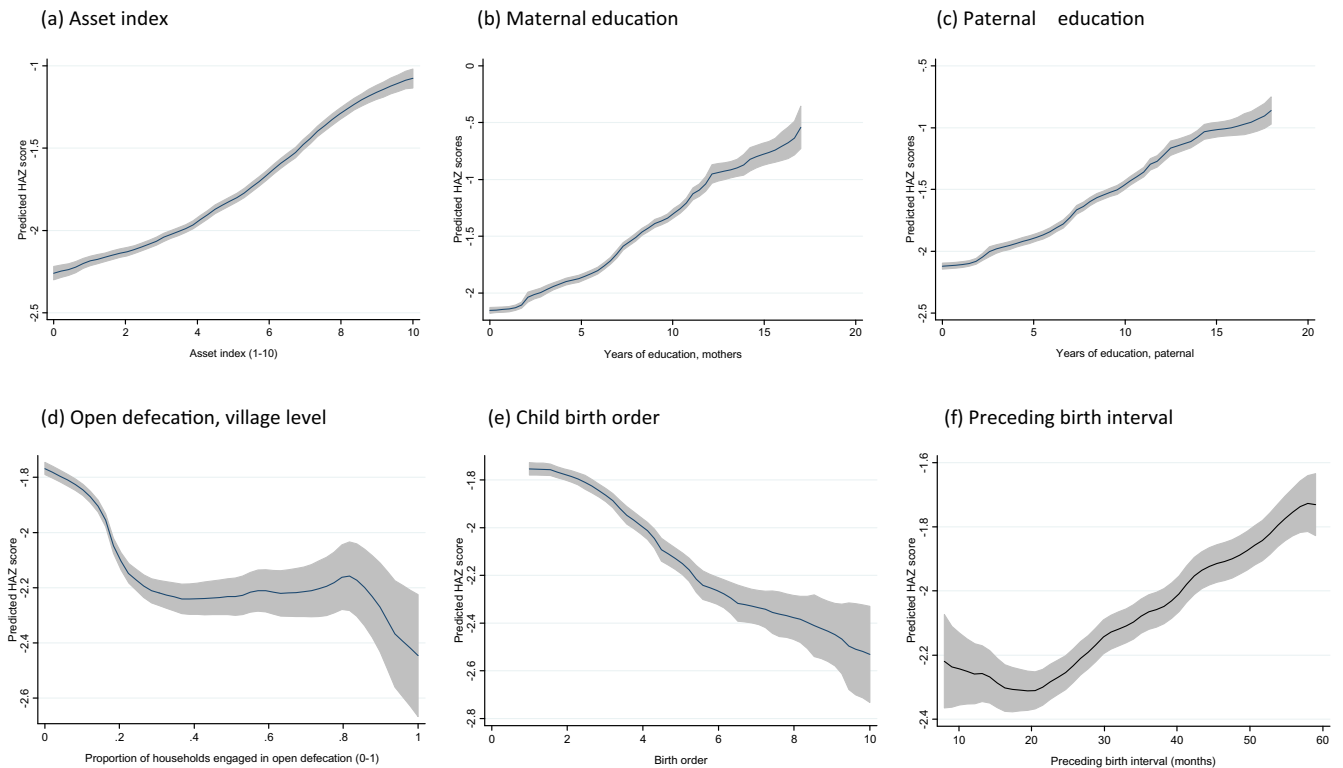 (a) Asset index
(b) Maternal education
(c) Paternal education
Predicted HAZ score
-1
-1.5
-2
-2.5
0 2 4 6 8 10
Asset index (1-10)
Predicted HAZ scores
0
-.5
-1
-1.5
-2
0 5 10 15 20
Years of education, mothers
Predicted HAZ scores
-.5
-1
-1.5
-2
-2.5
0 5 10 15 20
Years of education, paternal
(d) Open defecation, village level
(e) Child birth order
(f) Preceding birth interval
Predicted HAZ score
-1.8
-2
-2.2
-2.4
-2.6
0 .2 .4 .6 .8 1
Proportion of households engaged in open defecation (0-1)
Predicted HAZ score
-1.8
-2
-2.2
-2.4
-2.6
-2.8
0 2 4 6 8 10
Birth order
Predicted HAZ score
-1.6
-1.8
-2
-2.2
-2.4
10 20 30 40 50 60
Preceding birth interval (months)